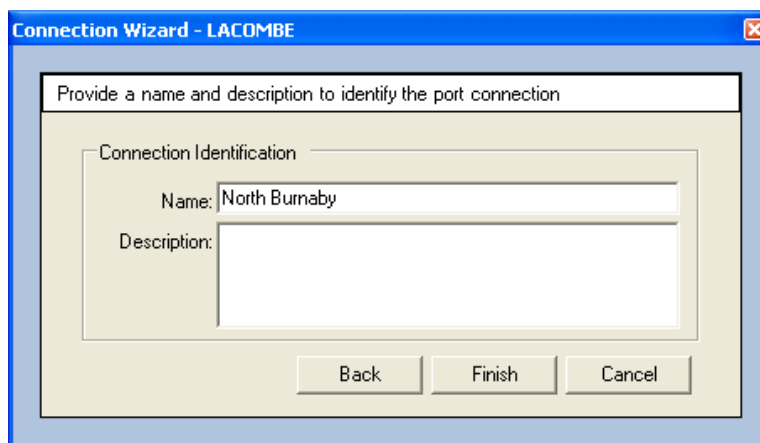 Connection Wizard - LACOMBE
Provide a name and description to identify the port connection
Connection Identification
Name: North Burnaby
Description:
Back Finish Cancel